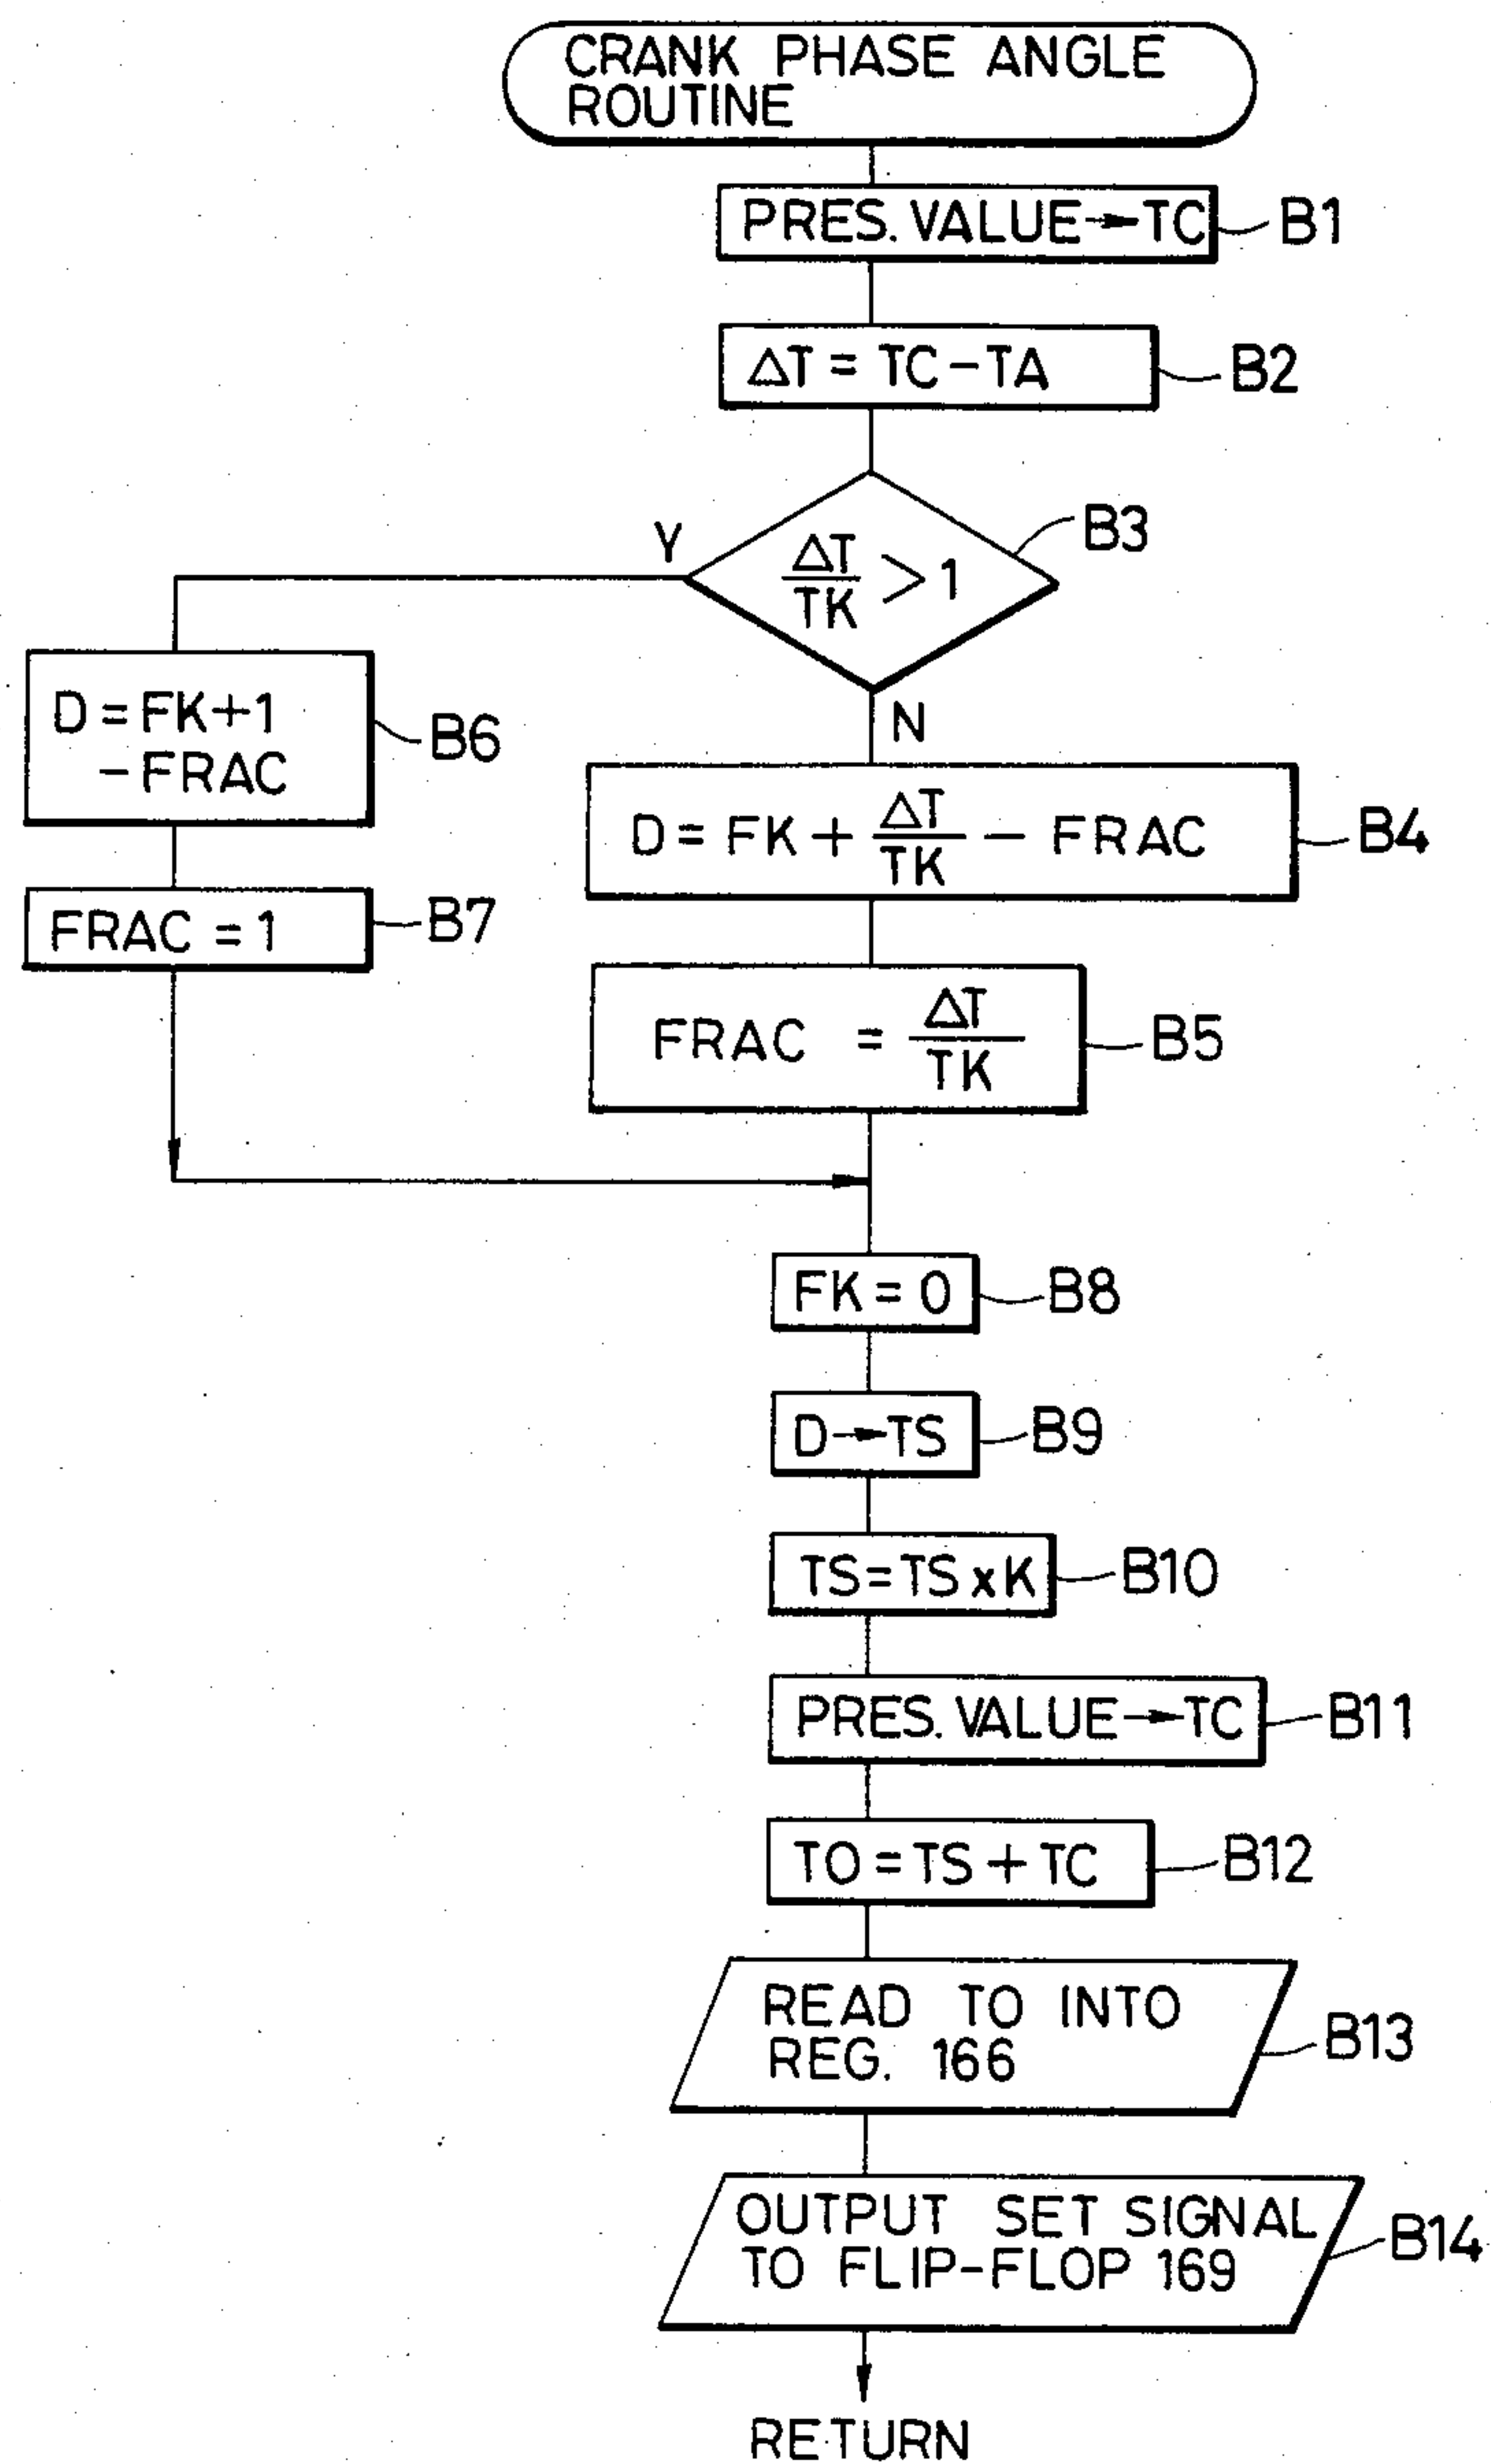 CRANK PHASE ANGLE
ROUTINE
PRES. VALUE→TC
B1
ΔT = TC-TA
B2
Y
ΔT/TK > 1
B3
N
D=FK+1
-FRAC
B6
D = FK + ΔT/TK - FRAC
B4
FRAC = 1
B7
FRAC = ΔT/TK
B5
FK = 0
B8
D→TS
B9
TS=TS x K
B10
PRES. VALUE→TC
B11
TO = TS + TC
B12
READ TO INTO
REG. 166
B13
OUTPUT SET SIGNAL
TO FLIP-FLOP 169
B14
RETURN